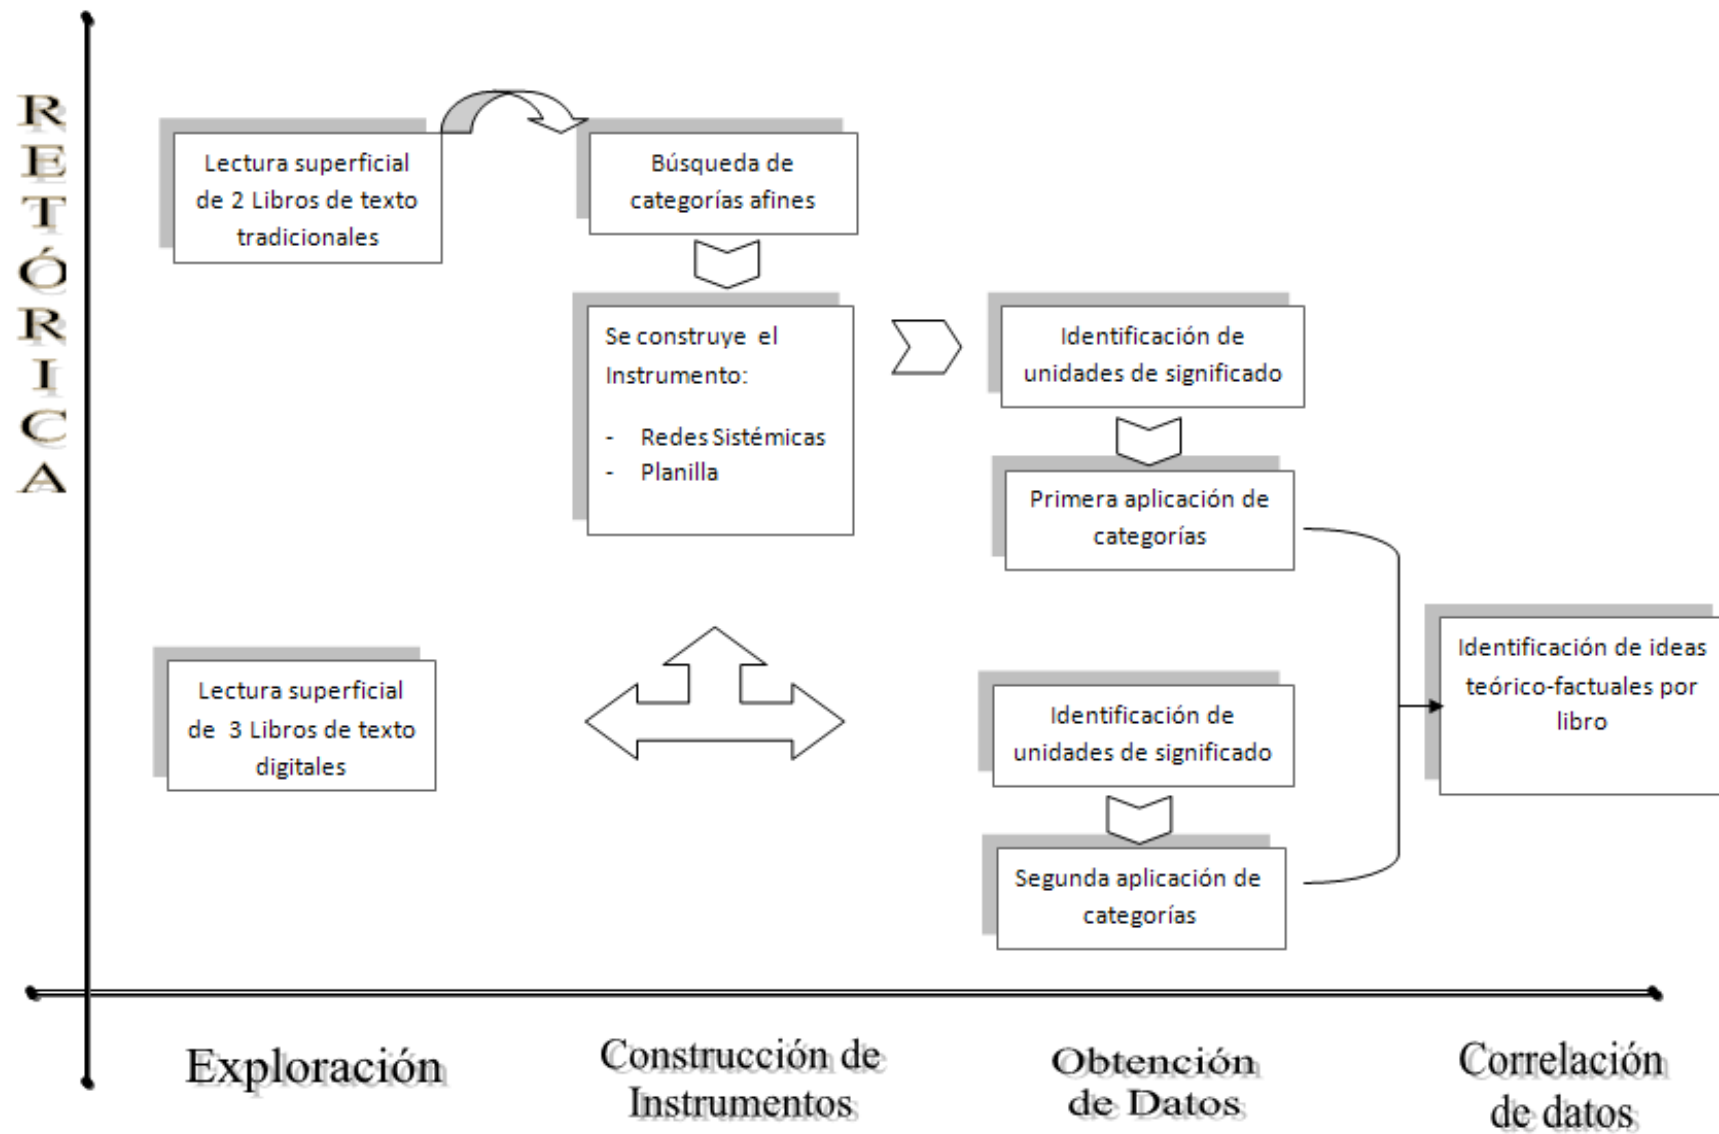 RETÓRICA
Lectura superficial
de 2 Libros de texto
tradicionales
Búsqueda de
categorías afines
Se construye el
Instrumento:
- Redes Sistémicas
- Planilla
Identificación de
unidades de significado
Primera aplicación de
categorías
Lectura superficial
de 3 Libros de texto
digitales
Identificación de
unidades de significado
Segunda aplicación de
categorías
Identificación de ideas
teórico-factuales por
libro
Exploración
Construcción de
Instrumentos
Obtención
de Datos
Correlación
de datos